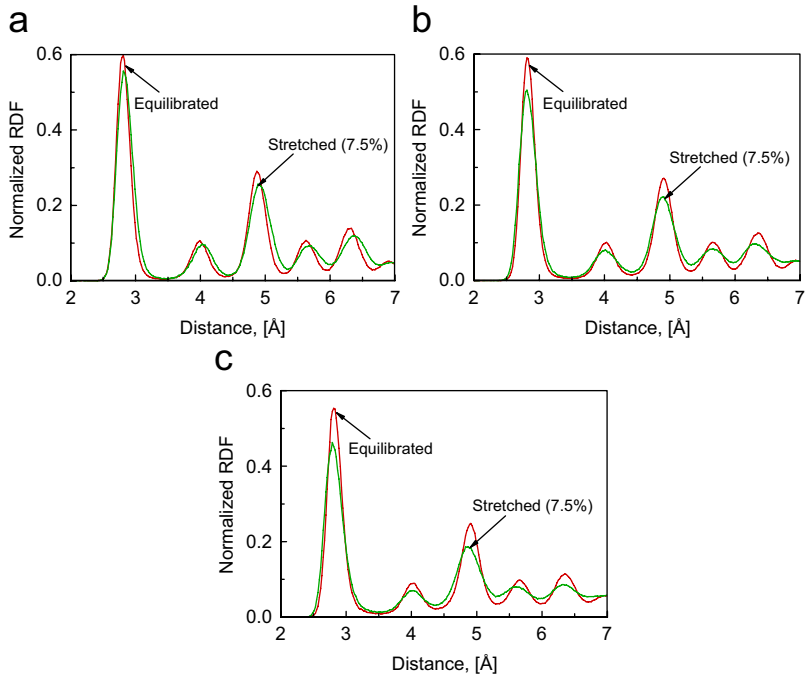 a
0.6
0.4
0.2
0.0
Normalized RDF
Equilibrated
Stretched (7.5%)
2 3 4 5 6 7
Distance, [Å]
b
0.6
0.4
0.2
0.0
Normalized RDF
Equilibrated
Stretched (7.5%)
2 3 4 5 6 7
Distance, [Å]
c
0.6
0.4
0.2
0.0
Normalized RDF
Equilibrated
Stretched (7.5%)
2 3 4 5 6 7
Distance, [Å]